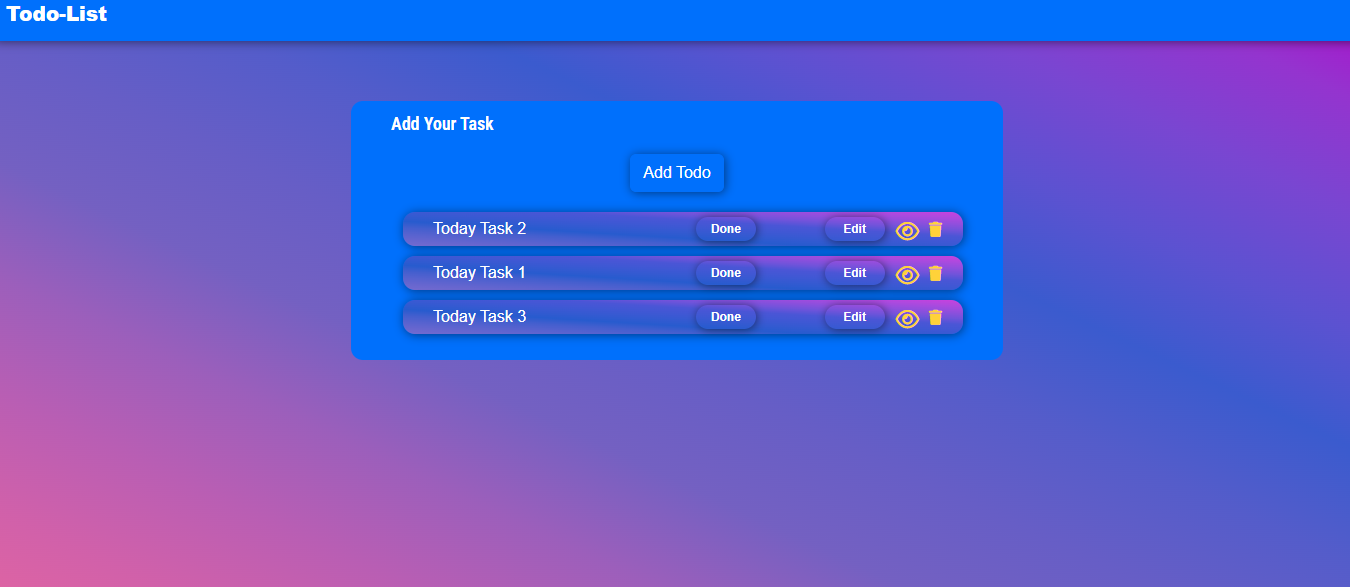 Todo-List
Add Your Task
Add Todo
Today Task 2 Done Edit
Today Task 1 Done Edit
Today Task 3 Done Edit